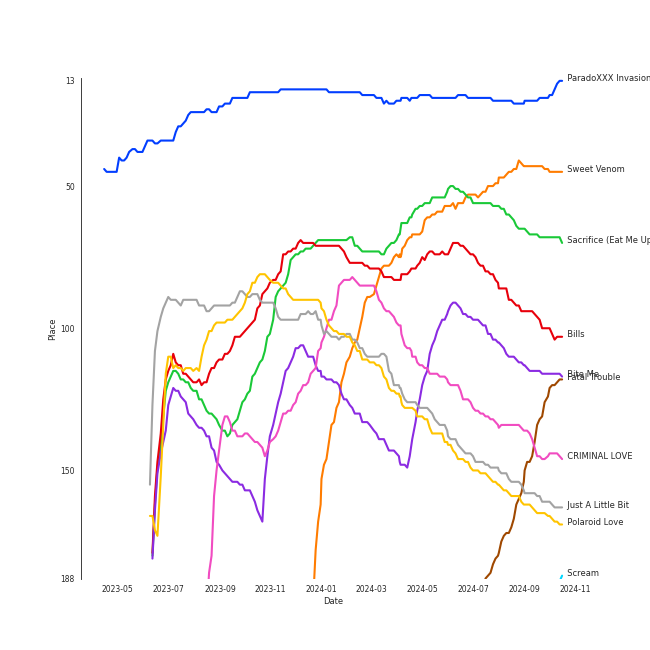 13
50
100
150
188
Place
2023-05
2023-07
2023-09
2023-11
2024-01
2024-03
2024-05
2024-07
2024-09
2024-11
Date
ParadoXXX Invasion
Sweet Venom
Sacrifice (Eat Me Up
Bills
Bite Me
Fatal Trouble
CRIMINAL LOVE
Just A Little Bit
Polaroid Love
Scream